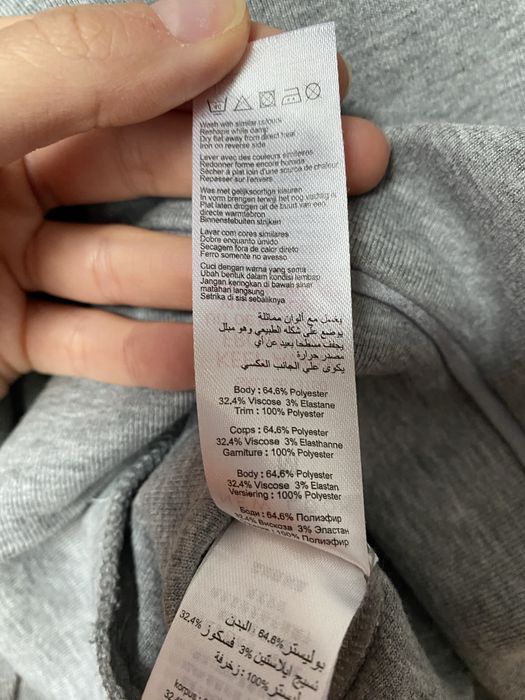 Wash with similar colours
Reshape while damp
Dry flat away from direct heat
Iron on reverse side
Laver avec des couleurs similaires
Redonner forme encore humide
Sécher à plat loin d'une source de chaleur
Repasser sur l'envers
Was met gelijksoortige kleuren
In vorm brengen terwijl het nog vochtig is
Plat laten drogen uit de buurt van een
directe warmtebron
Binnenstebuiten strijken
Lavar com cores similares
Dobre enquanto úmido
Secagem fora de calor direto
Ferro somente no avesso
Cuci dengan warna yang sama
Ubah bentuk dalam kondisi lembap
Jangan keringkan di bawah sinar
matahari langsung
Setrika di sisi sebaliknya
يغسل مع ألوان مماثلة
يوضع على شكله الطبيعي وهو مبلل
يجفف مسطحا بعيد عن أي
مصدر حرارة
يكوى علي الجانب العكسي
Body : 64,6% Polyester
32,4% Viscose 3% Elastane
Trim : 100% Polyester
Corps : 64,6% Polyester
32,4% Viscose 3% Elasthanne
Garniture : 100% Polyester
Body : 64,6% Polyester
32,4% Viscose 3% Elastan
Versiering : 100% Polyester
Боди : 64,6% Полиэфир
32,4% Вискоза 3% Эластан
: 100% Полиэфир
بوليستر 64,6% : البدن
نسيج ايلاستين 3% فسكوز 32,4%
100% : زخرفة
korpus :